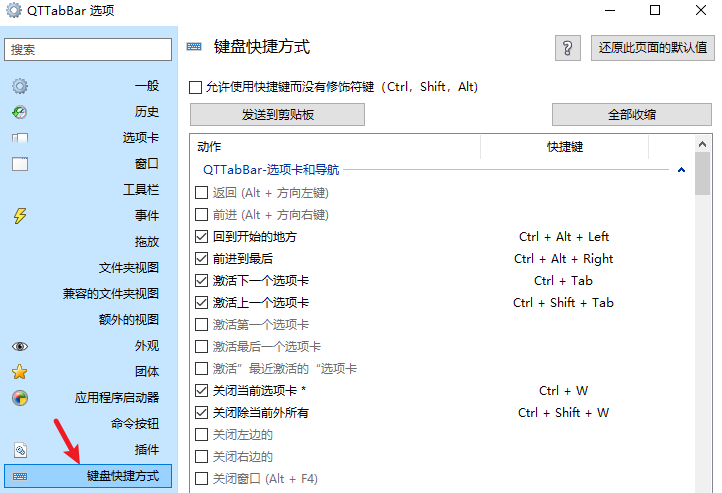 QTTabBar 选项
搜索
一般
历史
选项卡
窗口
工具栏
事件
拖放
文件夹视图
兼容的文件夹视图
额外的视图
外观
团体
应用程序启动器
命令按钮
插件
键盘快捷方式
键盘快捷方式
?
还原此页面的默认值
允许使用快捷键而没有修饰符键（Ctrl，Shift，Alt）
发送到剪贴板
全部收缩
动作 快捷键
QTTabBar-选项卡和导航
返回 (Alt + 方向左键)
前进 (Alt + 方向右键)
回到开始的地方 Ctrl + Alt + Left
前进到最后 Ctrl + Alt + Right
激活下一个选项卡 Ctrl + Tab
激活上一个选项卡 Ctrl + Shift + Tab
激活第一个选项卡
激活最后一个选项卡
激活”最近激活的“选项卡
关闭当前选项卡 * Ctrl + W
关闭除当前外所有 Ctrl + Shift + W
关闭左边的
关闭右边的
关闭窗口 (Alt + F4)